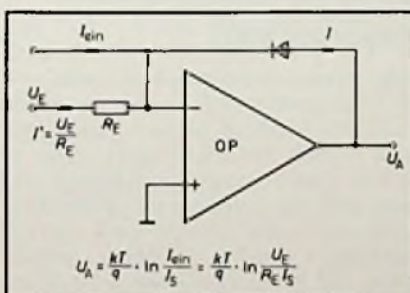 I_ein
I
U_E
I' = U_E/R_E
R_E
−
OP
+
U_A
U_A = kT/q · ln I_ein/I_S = kT/q · ln U_E/(R_E I_S)